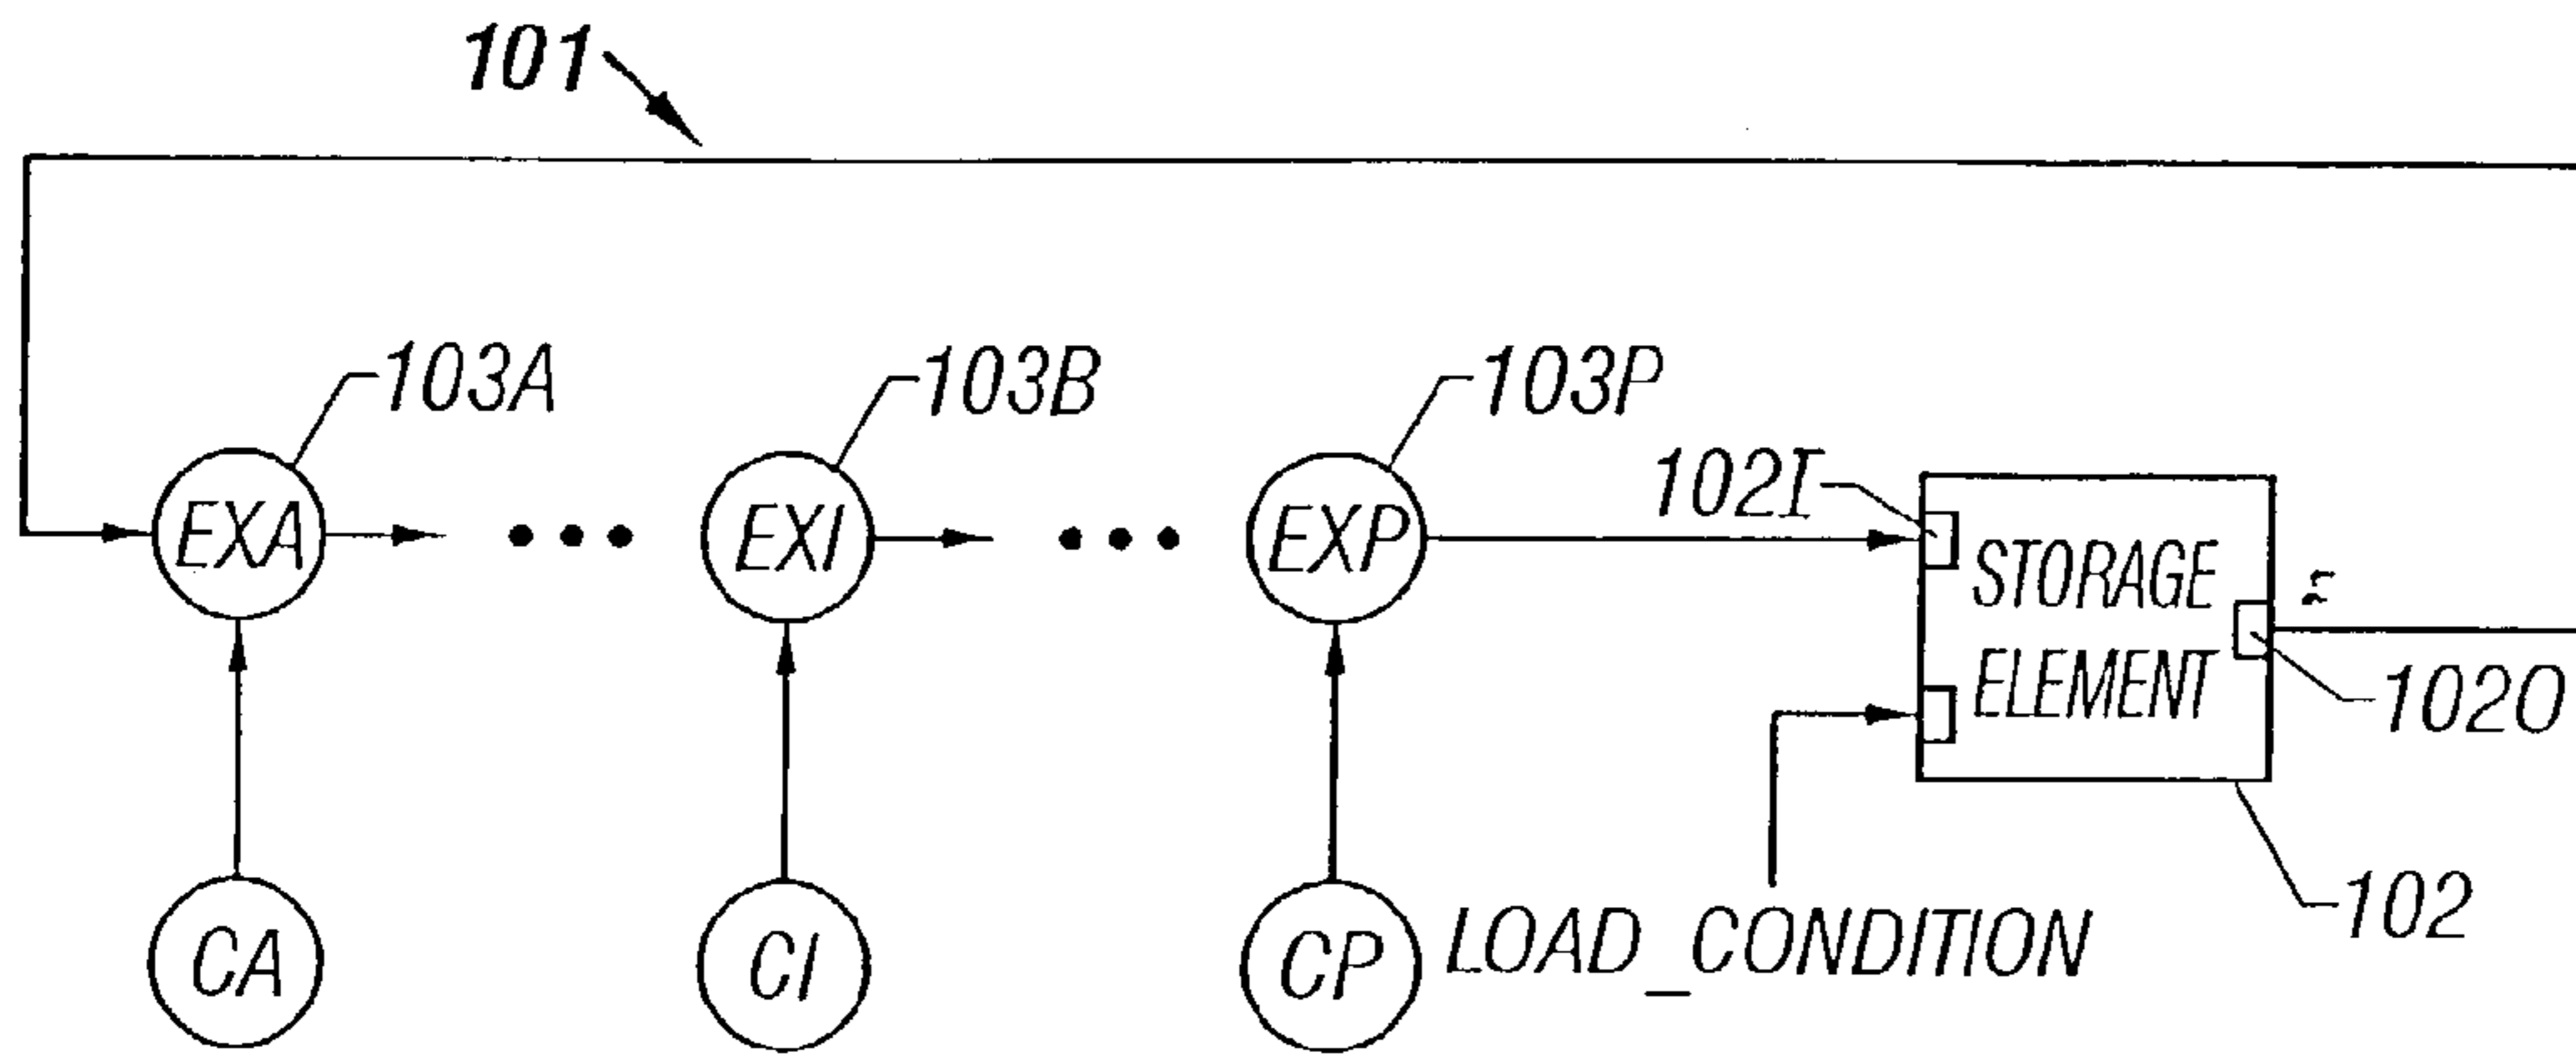 101
103A
103B
103P
102I
EXA
EXI
EXP
STORAGE
ELEMENT
102O
CA
CI
CP
LOAD_CONDITION
102